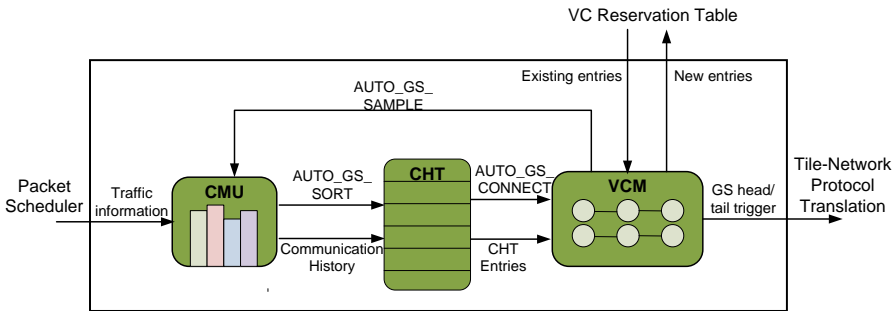 VC Reservation Table
Existing entries
New entries
AUTO_GS_
SAMPLE
Packet
Scheduler
Traffic
information
CMU
AUTO_GS_
SORT
Communication
History
CHT
AUTO_GS_
CONNECT
CHT
Entries
VCM
GS head/
tail trigger
Tile-Network
Protocol
Translation